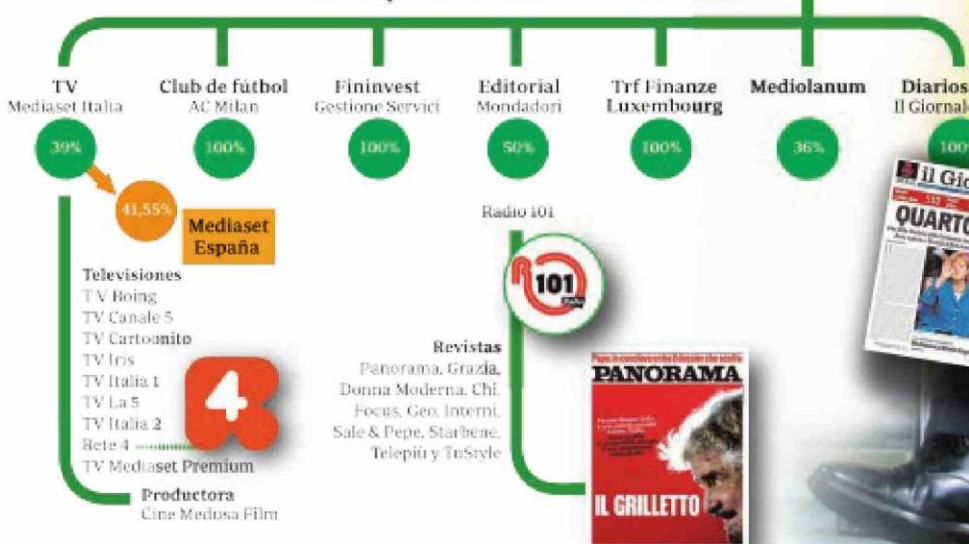 TV
Mediaset Italia
39%
Club de fútbol
AC Milan
100%
Fininvest
Gestione Servici
100%
Editorial
Mondadori
50%
Trf Finanze
Luxembourg
100%
Mediolanum
36%
Diarios
Il Giornale
100
41,55%
Mediaset
España
Televisiones
TV Boing
TV Canale 5
TV Cartoonito
TV Iris
TV Italia 1
TV La 5
TV Italia 2
Rete 4
TV Mediaset Premium
4
Productora
Cine Medusa Film
Radio 101
R
101
Revistas
Panorama, Grazia,
Donna Moderna, Chi,
Focus, Geo, Interni,
Sale & Pepe, Starbene,
Telepiù y TuStyle
PANORAMA
IL GRILLETTO
il Gio
QUARTO